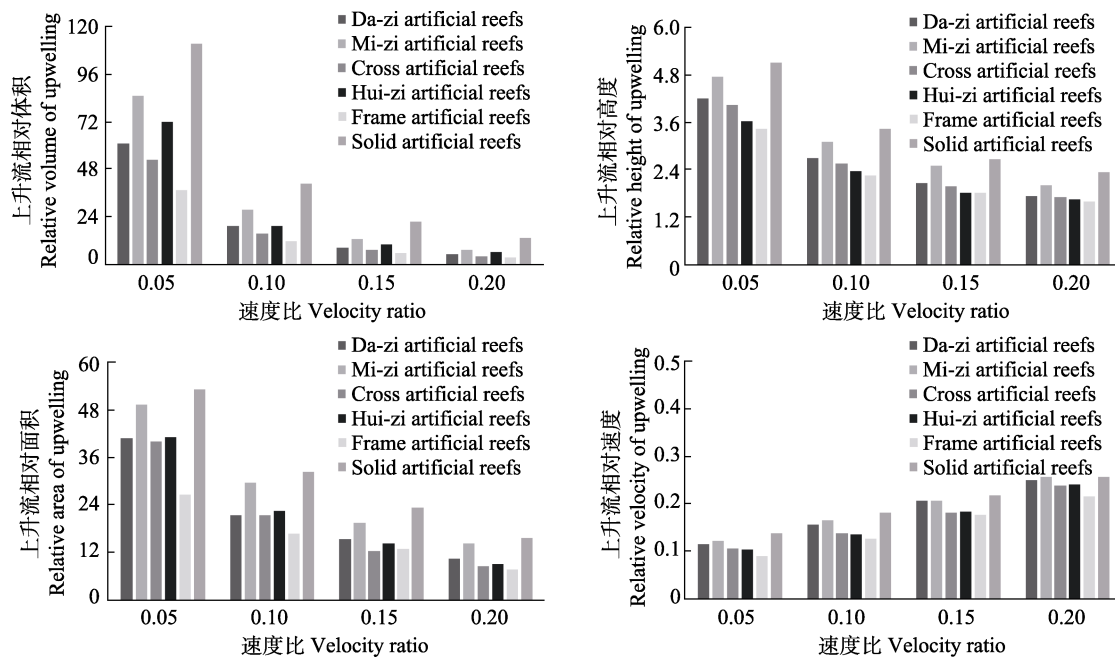 上升流相对体积
Relative volume of upwelling
120
96
72
48
24
0
Da-zi artificial reefs
Mi-zi artificial reefs
Cross artificial reefs
Hui-zi artificial reefs
Frame artificial reefs
Solid artificial reefs
0.05 0.10 0.15 0.20
速度比 Velocity ratio
上升流相对高度
Relative height of upwelling
6.0
4.8
3.6
2.4
1.2
0
Da-zi artificial reefs
Mi-zi artificial reefs
Cross artificial reefs
Hui-zi artificial reefs
Frame artificial reefs
Solid artificial reefs
0.05 0.10 0.15 0.20
速度比 Velocity ratio
上升流相对面积
Relative area of upwelling
60
48
36
24
12
0
Da-zi artificial reefs
Mi-zi artificial reefs
Cross artificial reefs
Hui-zi artificial reefs
Frame artificial reefs
Solid artificial reefs
0.05 0.10 0.15 0.20
速度比 Velocity ratio
上升流相对速度
Relative velocity of upwelling
0.5
0.4
0.3
0.2
0.1
0
Da-zi artificial reefs
Mi-zi artificial reefs
Cross artificial reefs
Hui-zi artificial reefs
Frame artificial reefs
Solid artificial reefs
0.05 0.10 0.15 0.20
速度比 Velocity ratio